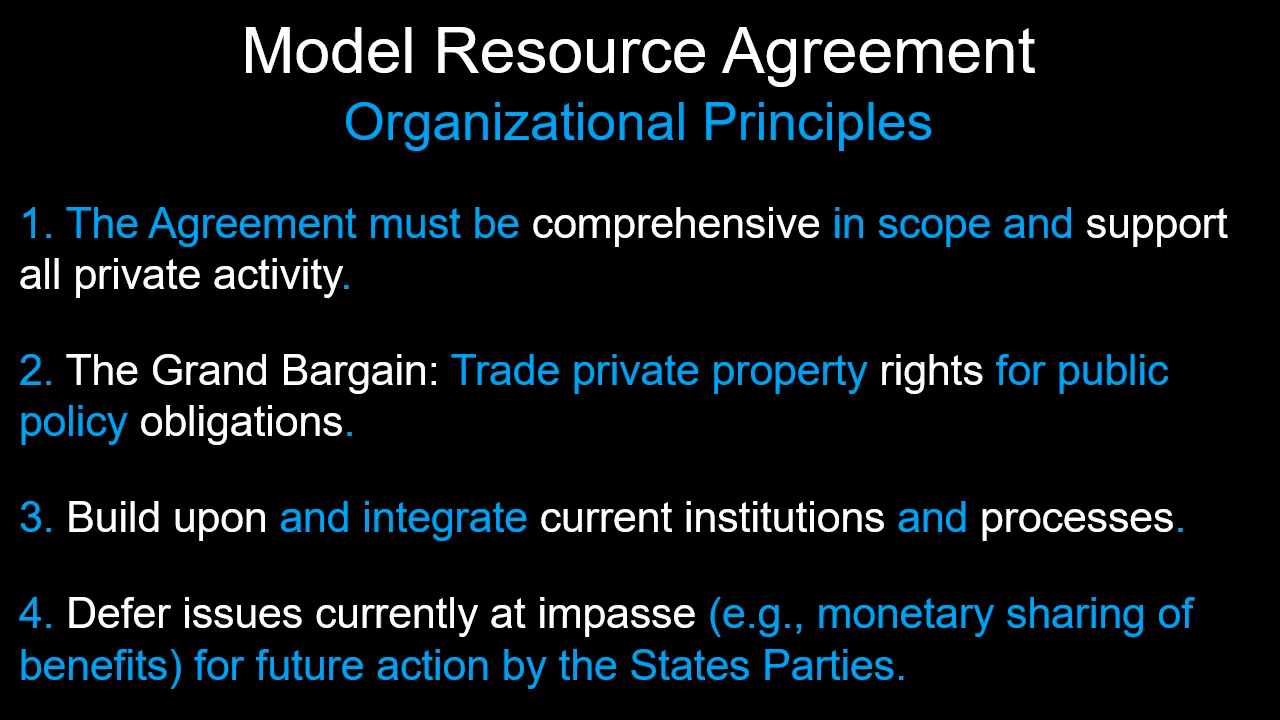 Model Resource Agreement
Organizational Principles
1. The Agreement must be comprehensive in scope and support
all private activity.
2. The Grand Bargain: Trade private property rights for public
policy obligations.
3. Build upon and integrate current institutions and processes.
4. Defer issues currently at impasse (e.g., monetary sharing of
benefits) for future action by the States Parties.